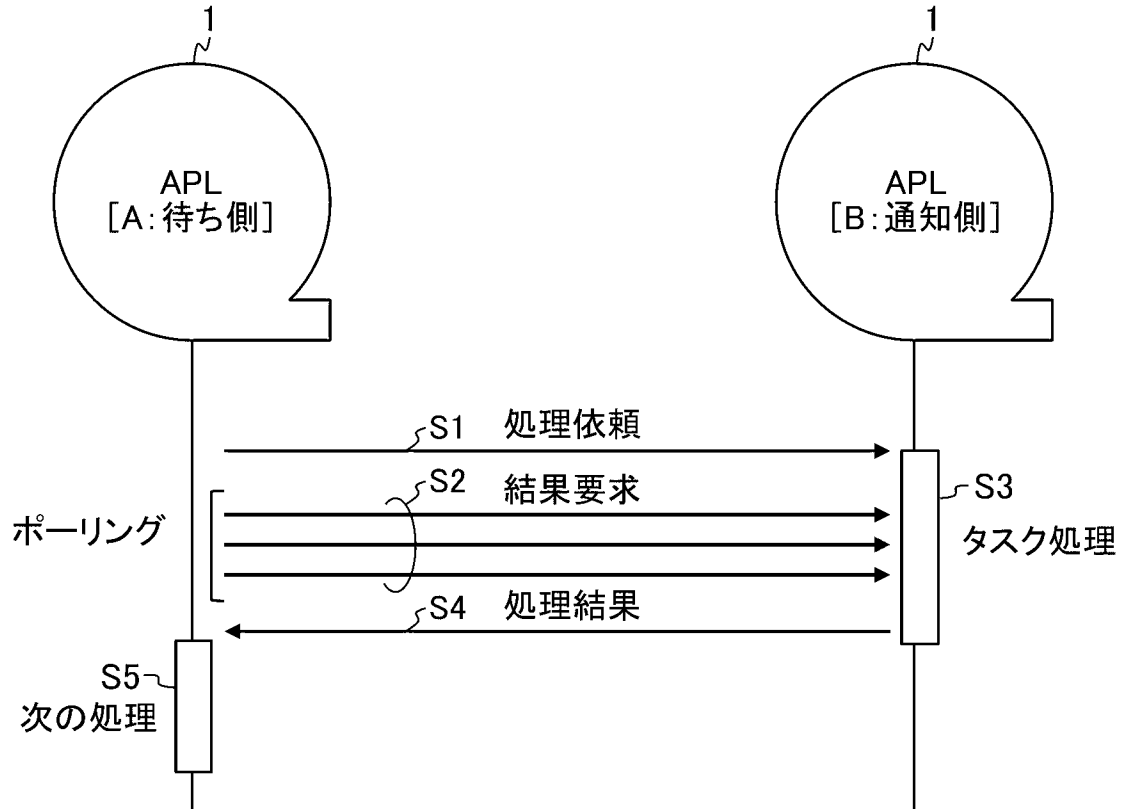 1
1
APL
[A:待ち側]
APL
[B:通知側]
S1 処理依頼
S2 結果要求
S3
ポーリング
タスク処理
S4 処理結果
S5
次の処理